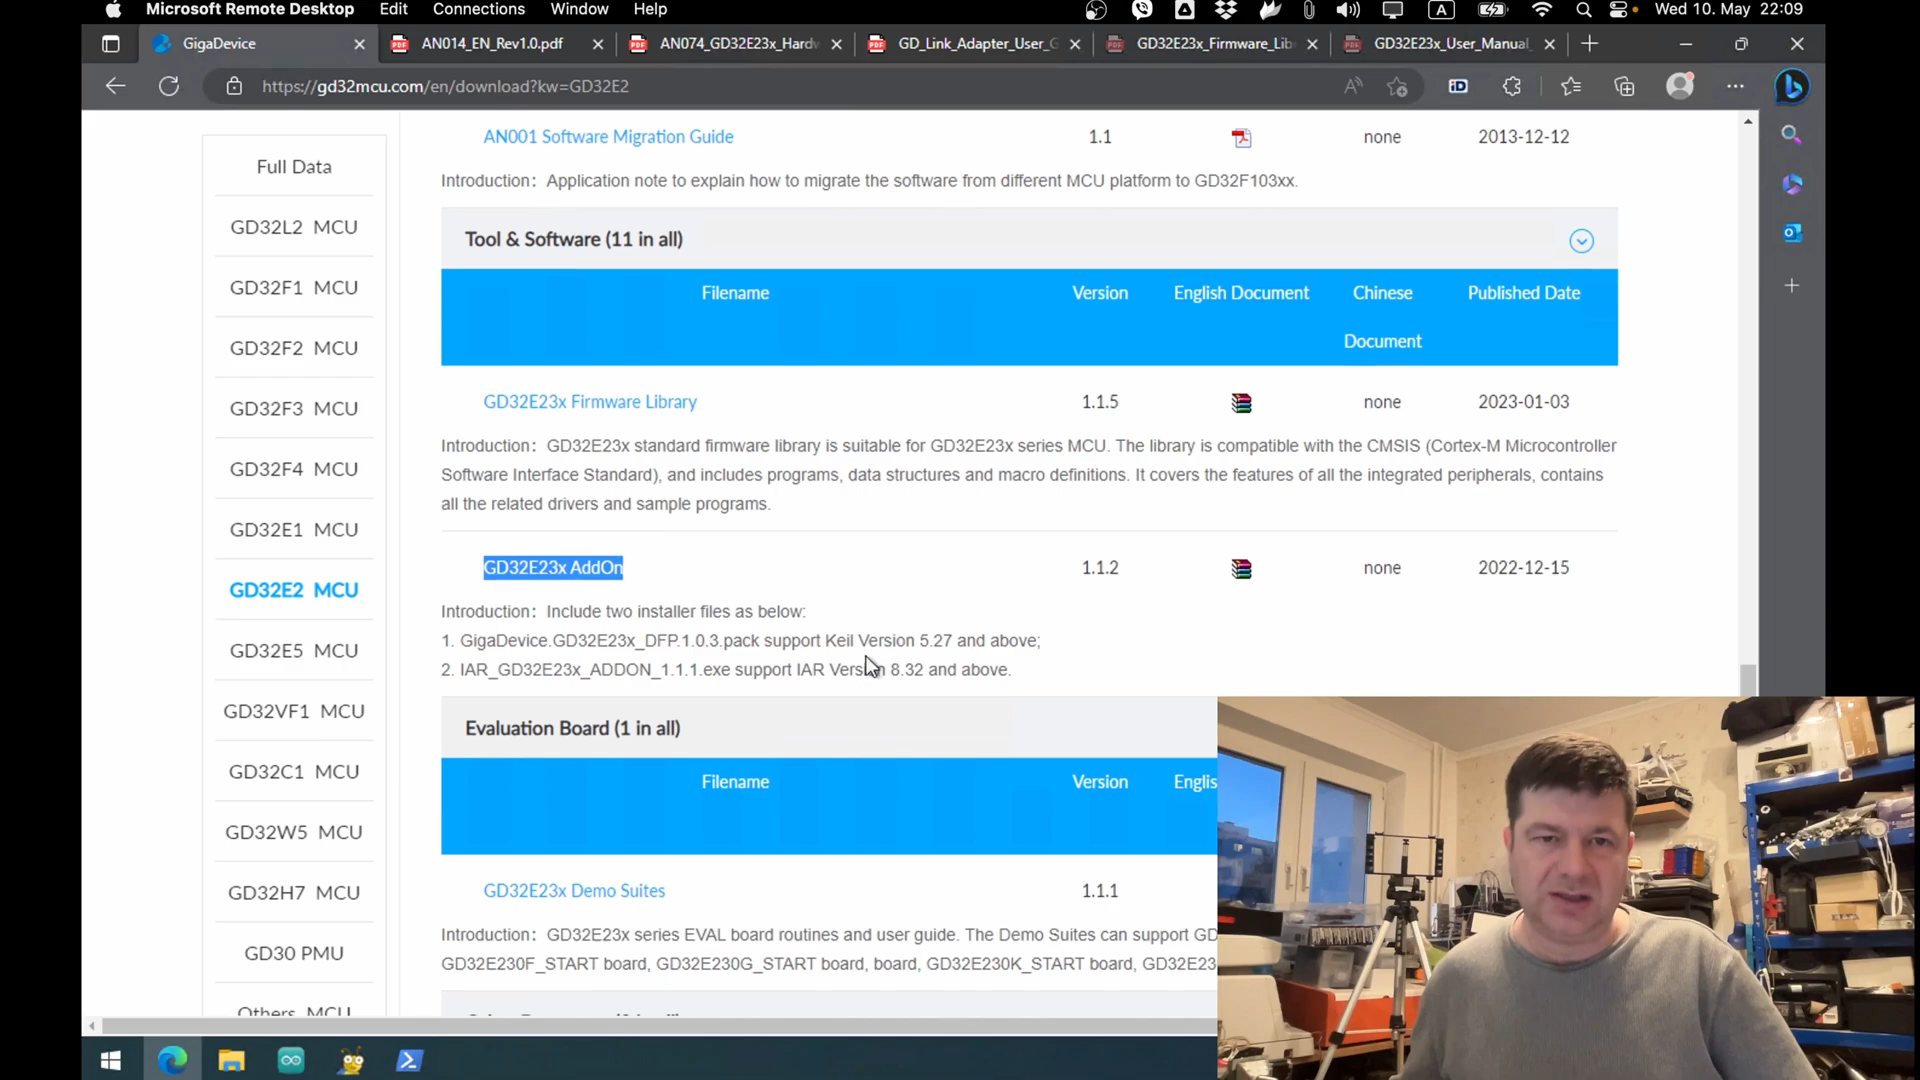 Microsoft Remote Desktop Edit Connections Window Help A Wed 10. May 22:09
GigaDevice AN014_EN_Rev1.0.pdf AN074_GD32E23x_Hardw GD_Link_Adapter_User_G GD32E23x_Firmware_Lib GD32E23x_User_Manual_
https://gd32mcu.com/en/download?kw=GD32E2
AN001 Software Migration Guide 1.1 none 2013-12-12
Introduction: Application note to explain how to migrate the software from different MCU platform to GD32F103xx.
Tool & Software (11 in all)
Filename Version English Document Chinese Document Published Date
GD32E23x Firmware Library 1.1.5 none 2023-01-03
Introduction: GD32E23x standard firmware library is suitable for GD32E23x series MCU. The library is compatible with the CMSIS (Cortex-M Microcontroller
Software Interface Standard), and includes programs, data structures and macro definitions. It covers the features of all the integrated peripherals, contains
all the related drivers and sample programs.
GD32E23x AddOn 1.1.2 none 2022-12-15
Introduction: Include two installer files as below:
1. GigaDevice.GD32E23x_DFP.1.0.3.pack support Keil Version 5.27 and above;
2. IAR_GD32E23x_ADDON_1.1.1.exe support IAR Version 8.32 and above.
Evaluation Board (1 in all)
Filename Version Englis
GD32E23x Demo Suites 1.1.1
Introduction: GD32E23x series EVAL board routines and user guide. The Demo Suites can support GD
GD32E230F_START board, GD32E230G_START board, board, GD32E230K_START board, GD32E23
Full Data
GD32L2 MCU
GD32F1 MCU
GD32F2 MCU
GD32F3 MCU
GD32F4 MCU
GD32E1 MCU
GD32E2 MCU
GD32E5 MCU
GD32VF1 MCU
GD32C1 MCU
GD32W5 MCU
GD32H7 MCU
GD30 PMU
Others MCU